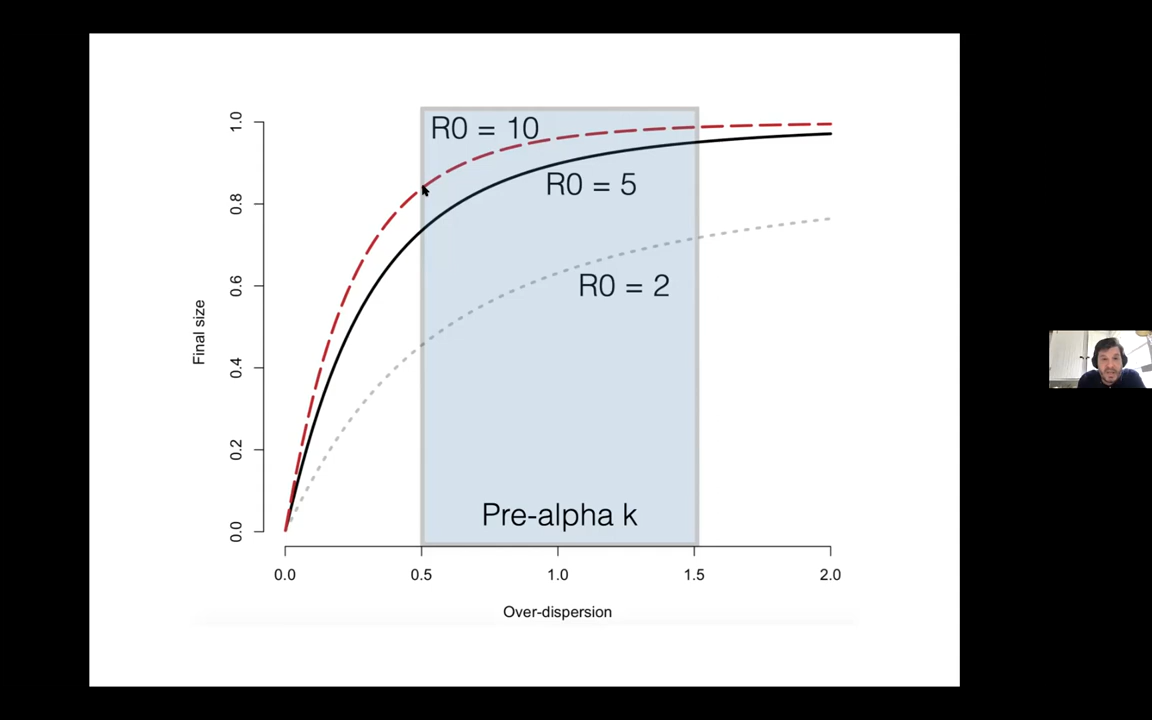 R0 = 10
R0 = 5
R0 = 2
Pre-alpha k
Final size
0.0
0.2
0.4
0.6
0.8
1.0
0.0 0.5 1.0 1.5 2.0
Over-dispersion